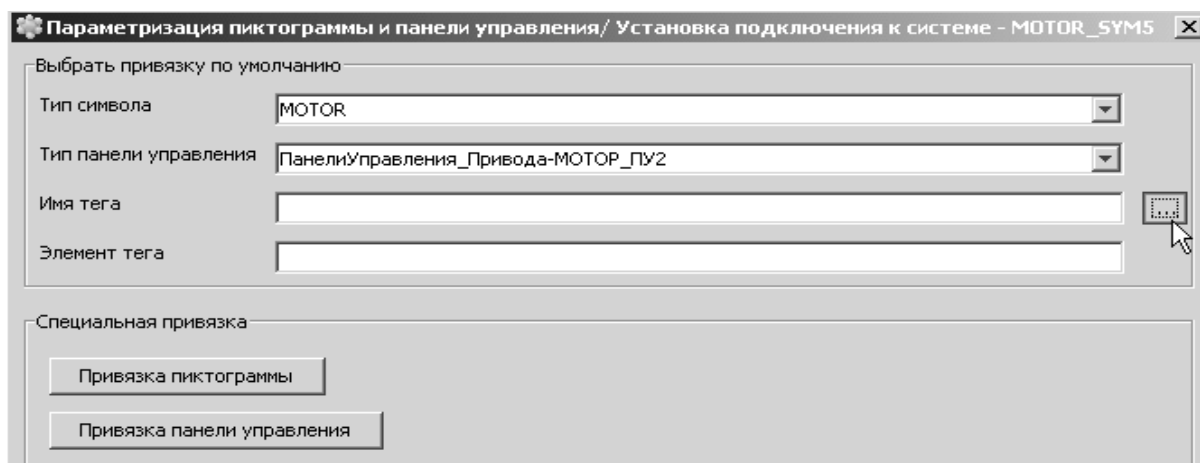 Параметризация пиктограммы и панели управления/ Установка подключения к системе - MOTOR_SYM5
Выбрать привязку по умолчанию
Тип символа MOTOR
Тип панели управления ПанелиУправления_Привода-МОТОР_ПУ2
Имя тега ...
Элемент тега
Специальная привязка
Привязка пиктограммы
Привязка панели управления